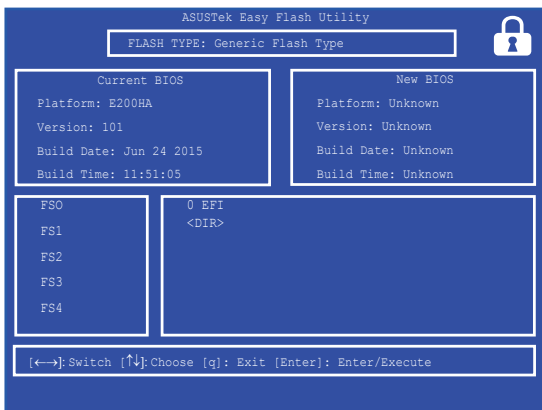 ASUSTek Easy Flash Utility
FLASH TYPE: Generic Flash Type
Current BIOS
Platform: E200HA
Version: 101
Build Date: Jun 24 2015
Build Time: 11:51:05
New BIOS
Platform: Unknown
Version: Unknown
Build Date: Unknown
Build Time: Unknown
FSO
FS1
FS2
FS3
FS4
0 EFI
<DIR>
[←→]: Switch [↑↓]: Choose [q]: Exit [Enter]: Enter/Execute